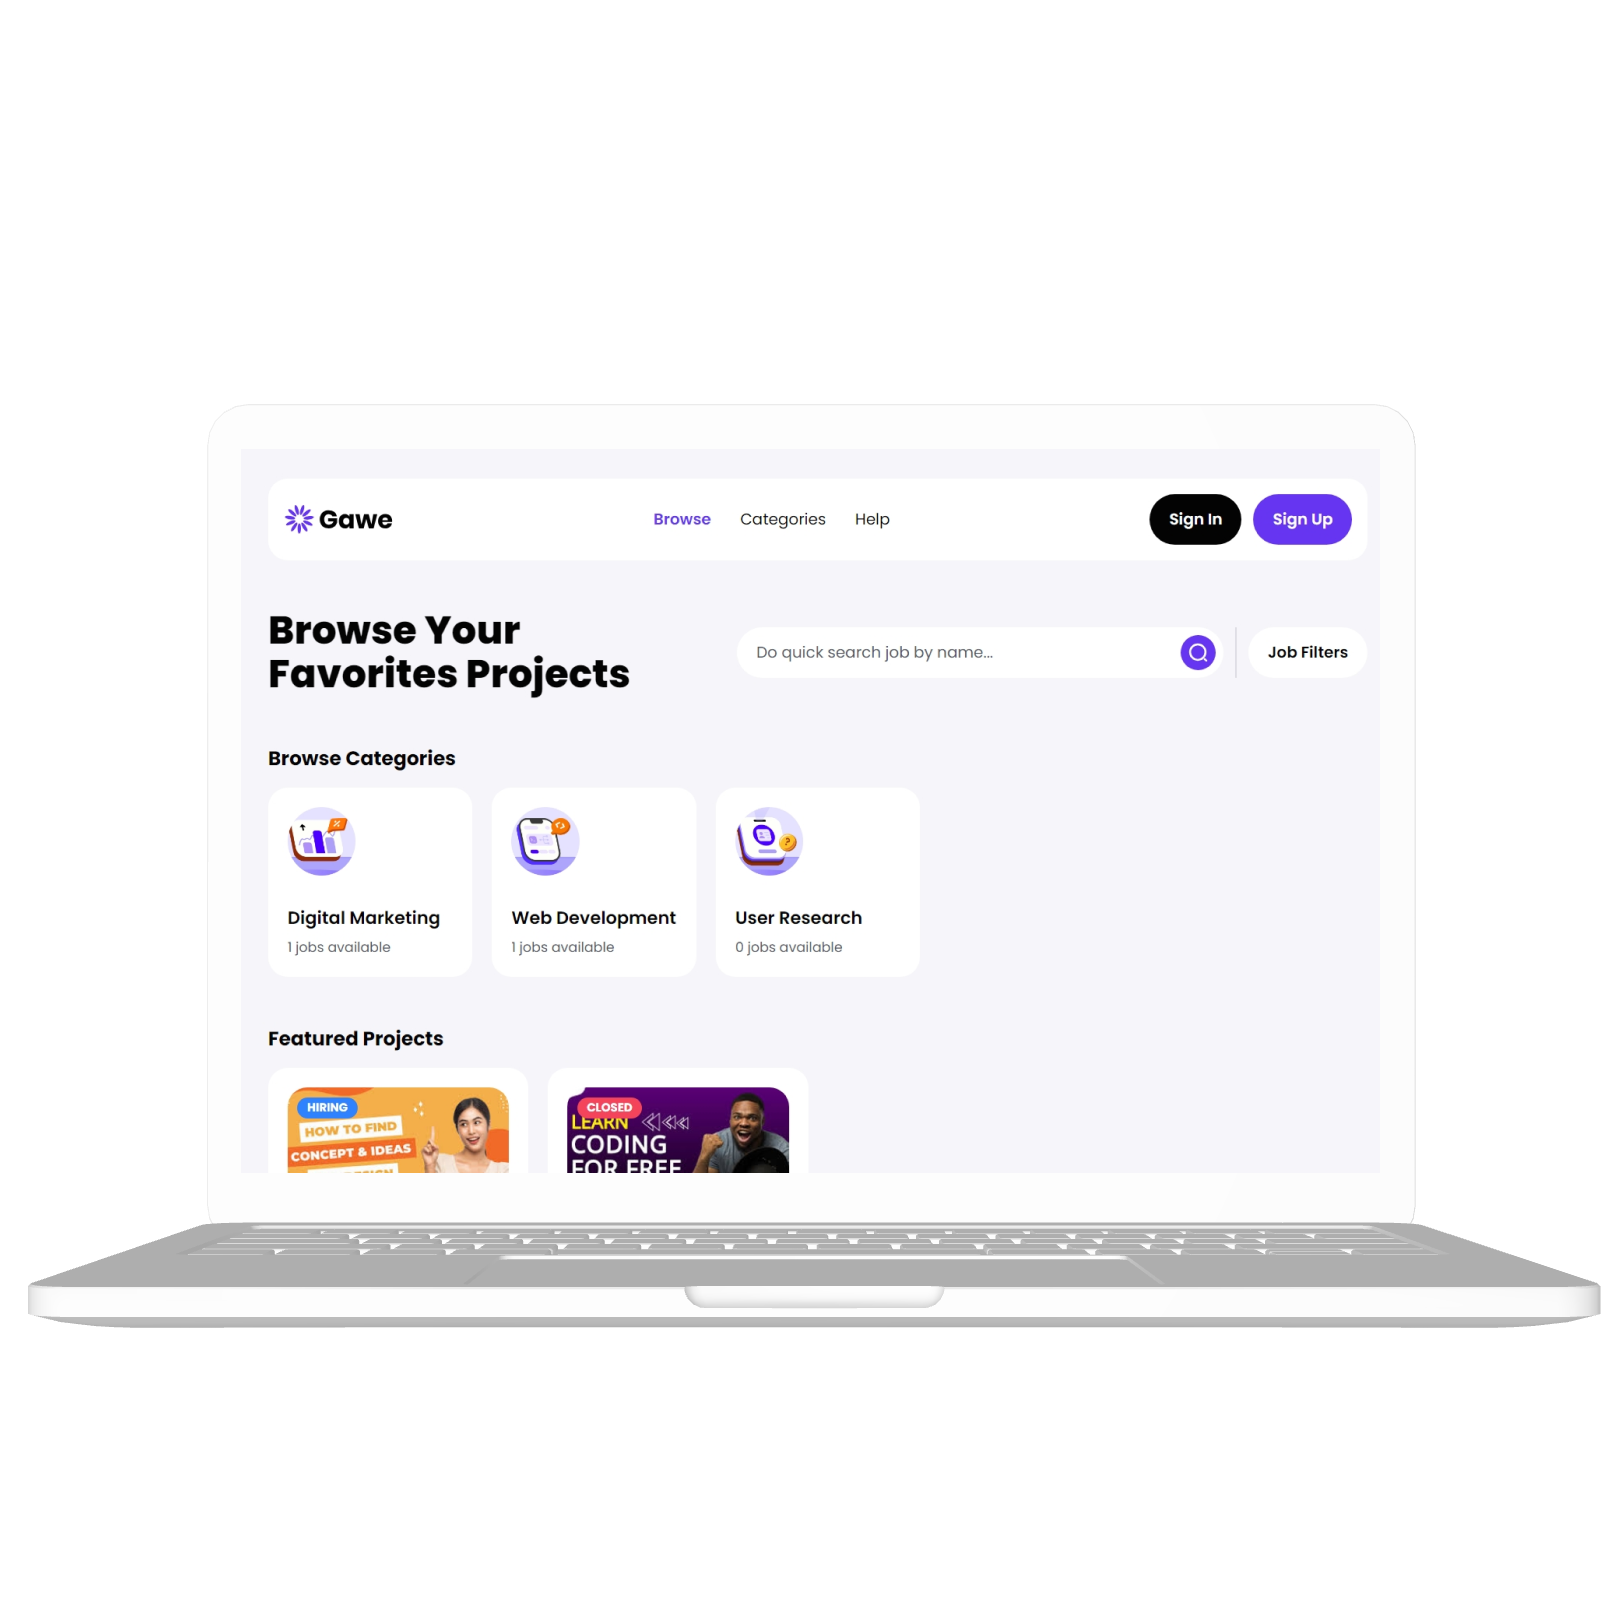 Gawe
Browse
Categories
Help
Sign In
Sign Up
Browse Your
Favorites Projects
Do quick search job by name...
Job Filters
Browse Categories
Digital Marketing
1 jobs available
Web Development
1 jobs available
User Research
0 jobs available
Featured Projects
HIRING
HOW TO FIND
CONCEPT & IDEAS
CLOSED
LEARN
CODING
FOR FREE